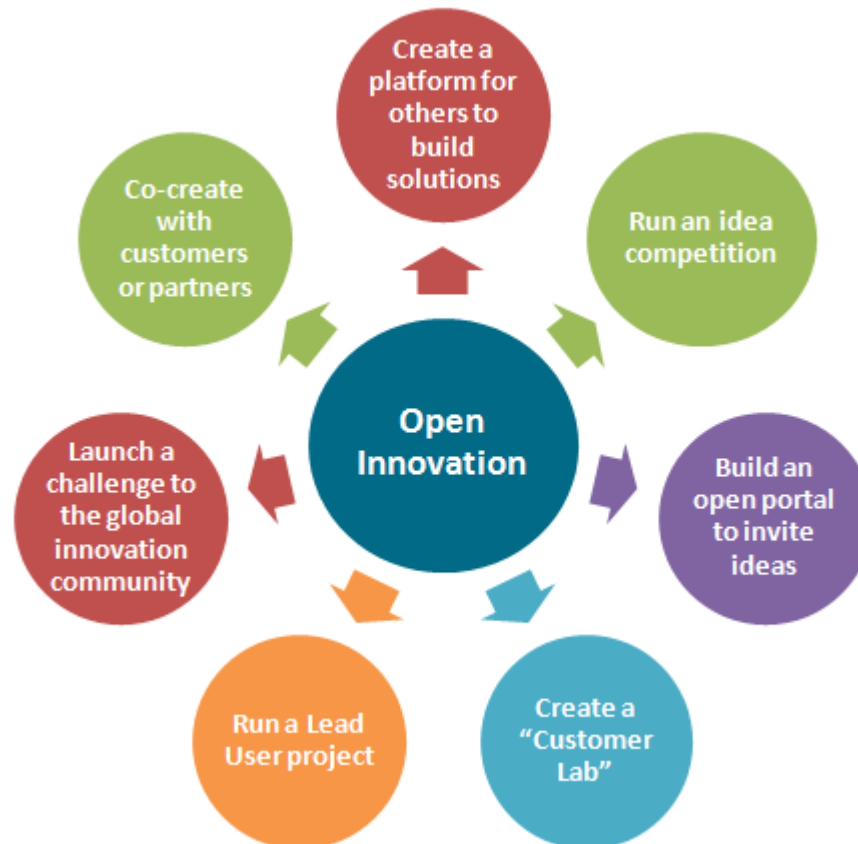 Create a
platform for
others to
build
solutions
Run an idea
competition
Build an
open portal
to invite
ideas
Create a
“Customer
Lab”
Run a Lead
User project
Launch a
challenge to
the global
innovation
community
Co-create
with
customers
or partners
Open
Innovation